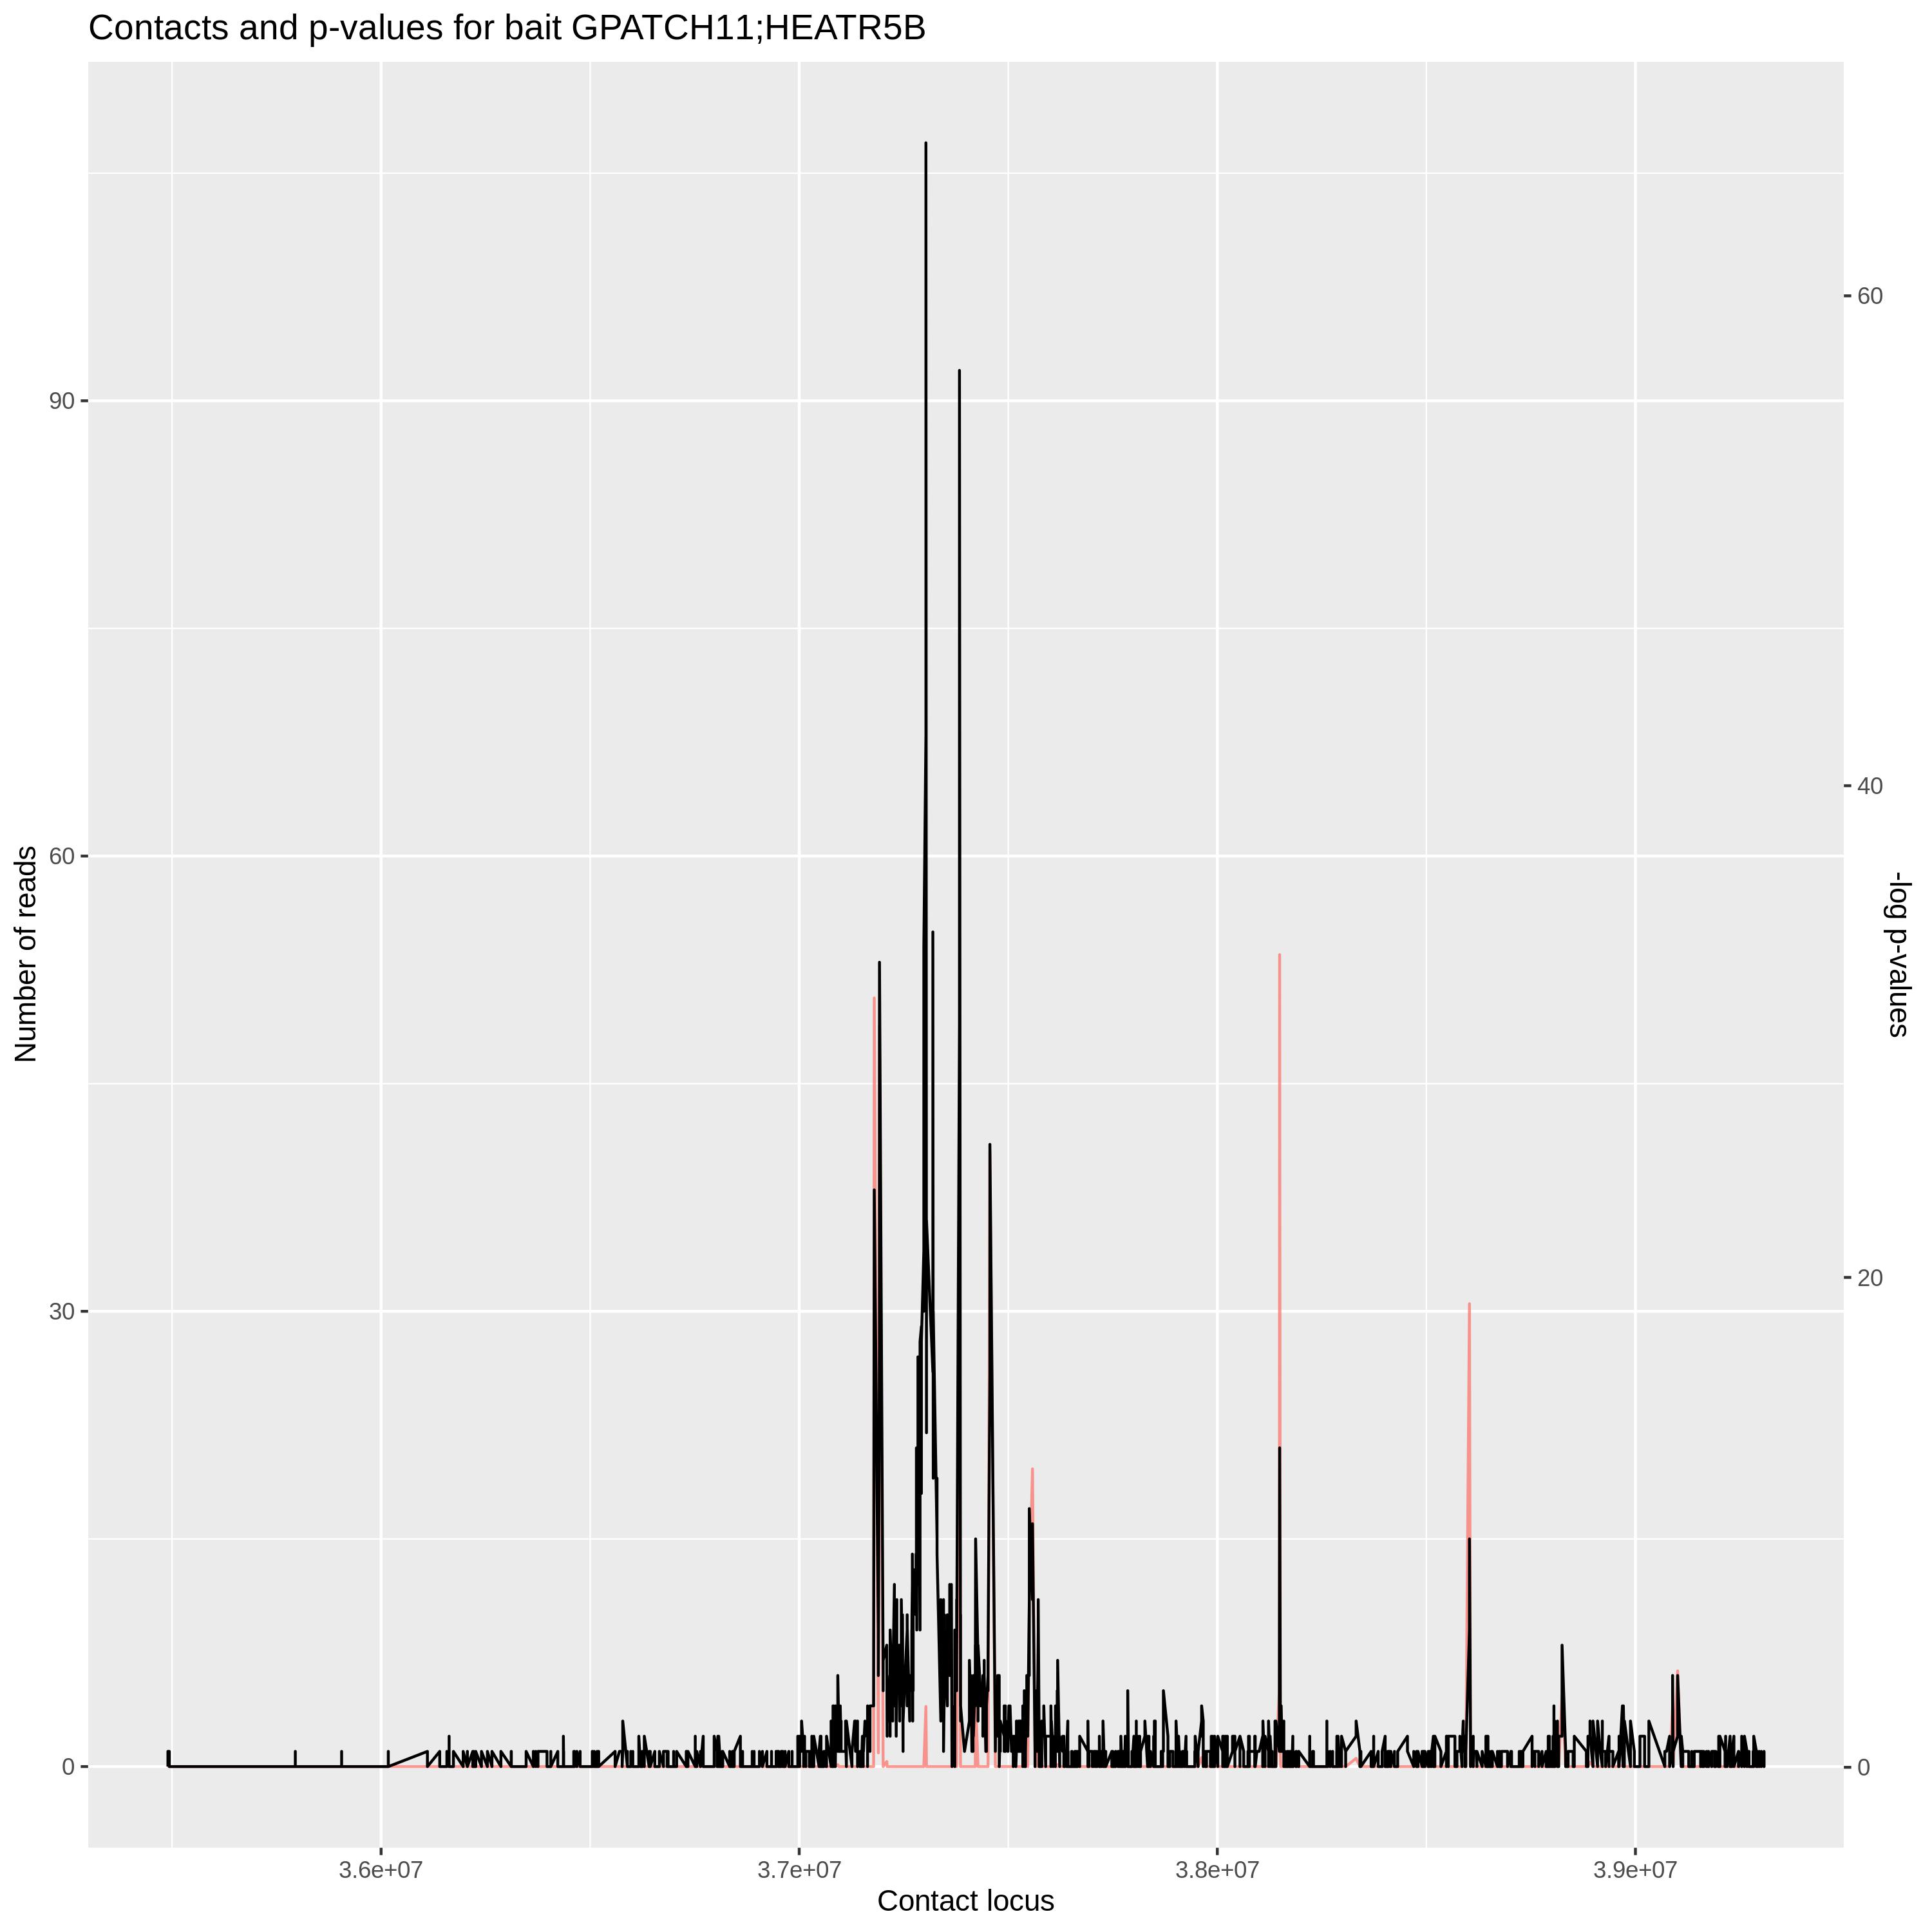 Contacts and p-values for bait GPATCH11;HEATR5B
Number of reads
90
60
30
0
60
40
20
0
-log p-values
3.6e+07 3.7e+07 3.8e+07 3.9e+07
Contact locus